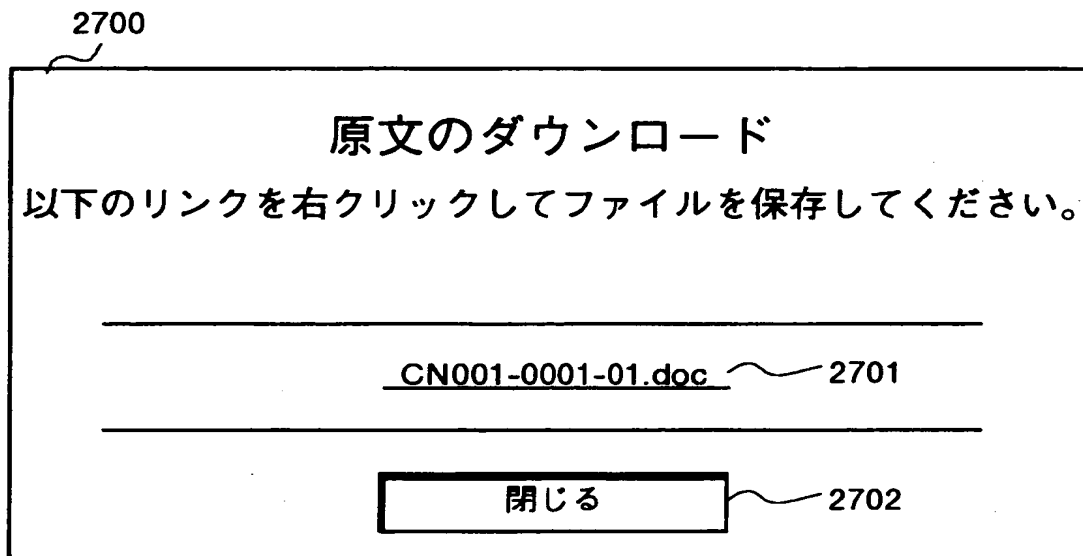 2700
原文のダウンロード
以下のリンクを右クリックしてファイルを保存してください。
CN001-0001-01.doc 2701
閉じる 2702